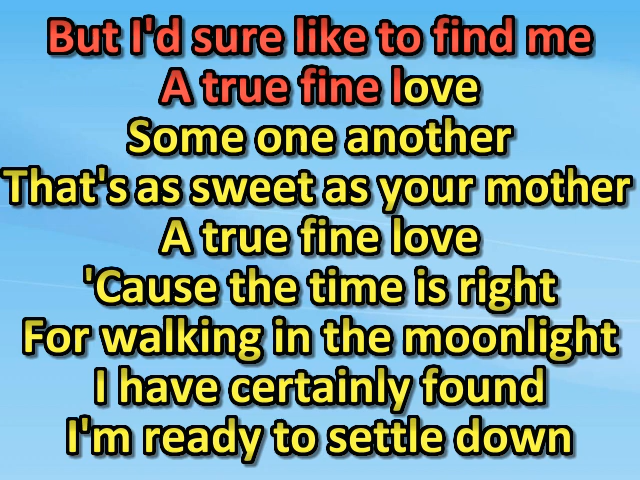 But I'd sure like to find me
A true fine love
Some one another
That's as sweet as your mother
A true fine love
'Cause the time is right
For walking in the moonlight
I have certainly found
I'm ready to settle down